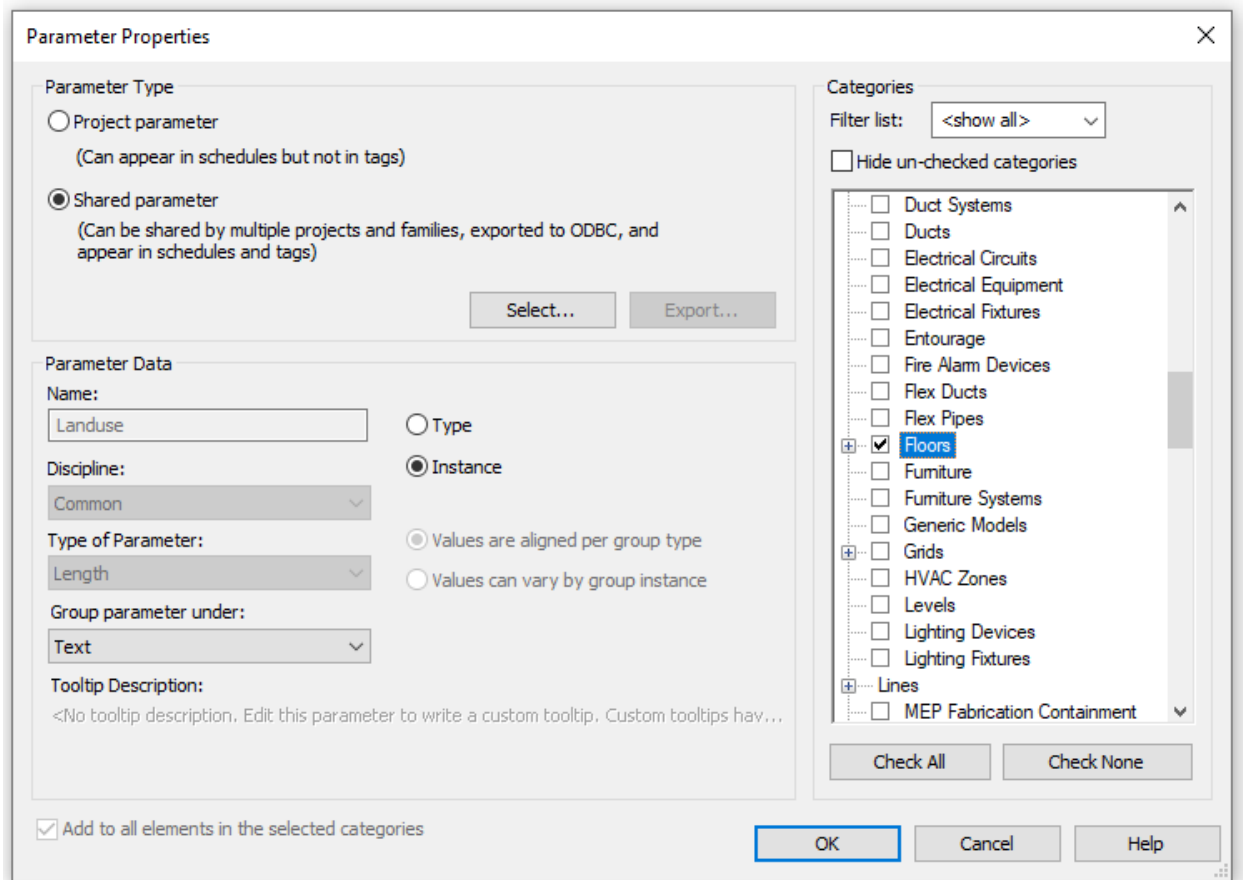 Parameter Properties
Parameter Type
Project parameter
(Can appear in schedules but not in tags)
Shared parameter
(Can be shared by multiple projects and families, exported to ODBC, and
appear in schedules and tags)
Select...
Export...
Parameter Data
Name:
Landuse
Type
Discipline:
Instance
Common
Type of Parameter:
Values are aligned per group type
Length
Values can vary by group instance
Group parameter under:
Text
Tooltip Description:
<No tooltip description. Edit this parameter to write a custom tooltip. Custom tooltips hav...
Add to all elements in the selected categories
Categories
Filter list:
<show all>
Hide un-checked categories
Duct Systems
Ducts
Electrical Circuits
Electrical Equipment
Electrical Fixtures
Entourage
Fire Alarm Devices
Flex Ducts
Flex Pipes
Floors
Furniture
Furniture Systems
Generic Models
Grids
HVAC Zones
Levels
Lighting Devices
Lighting Fixtures
Lines
MEP Fabrication Containment
Check All
Check None
OK
Cancel
Help